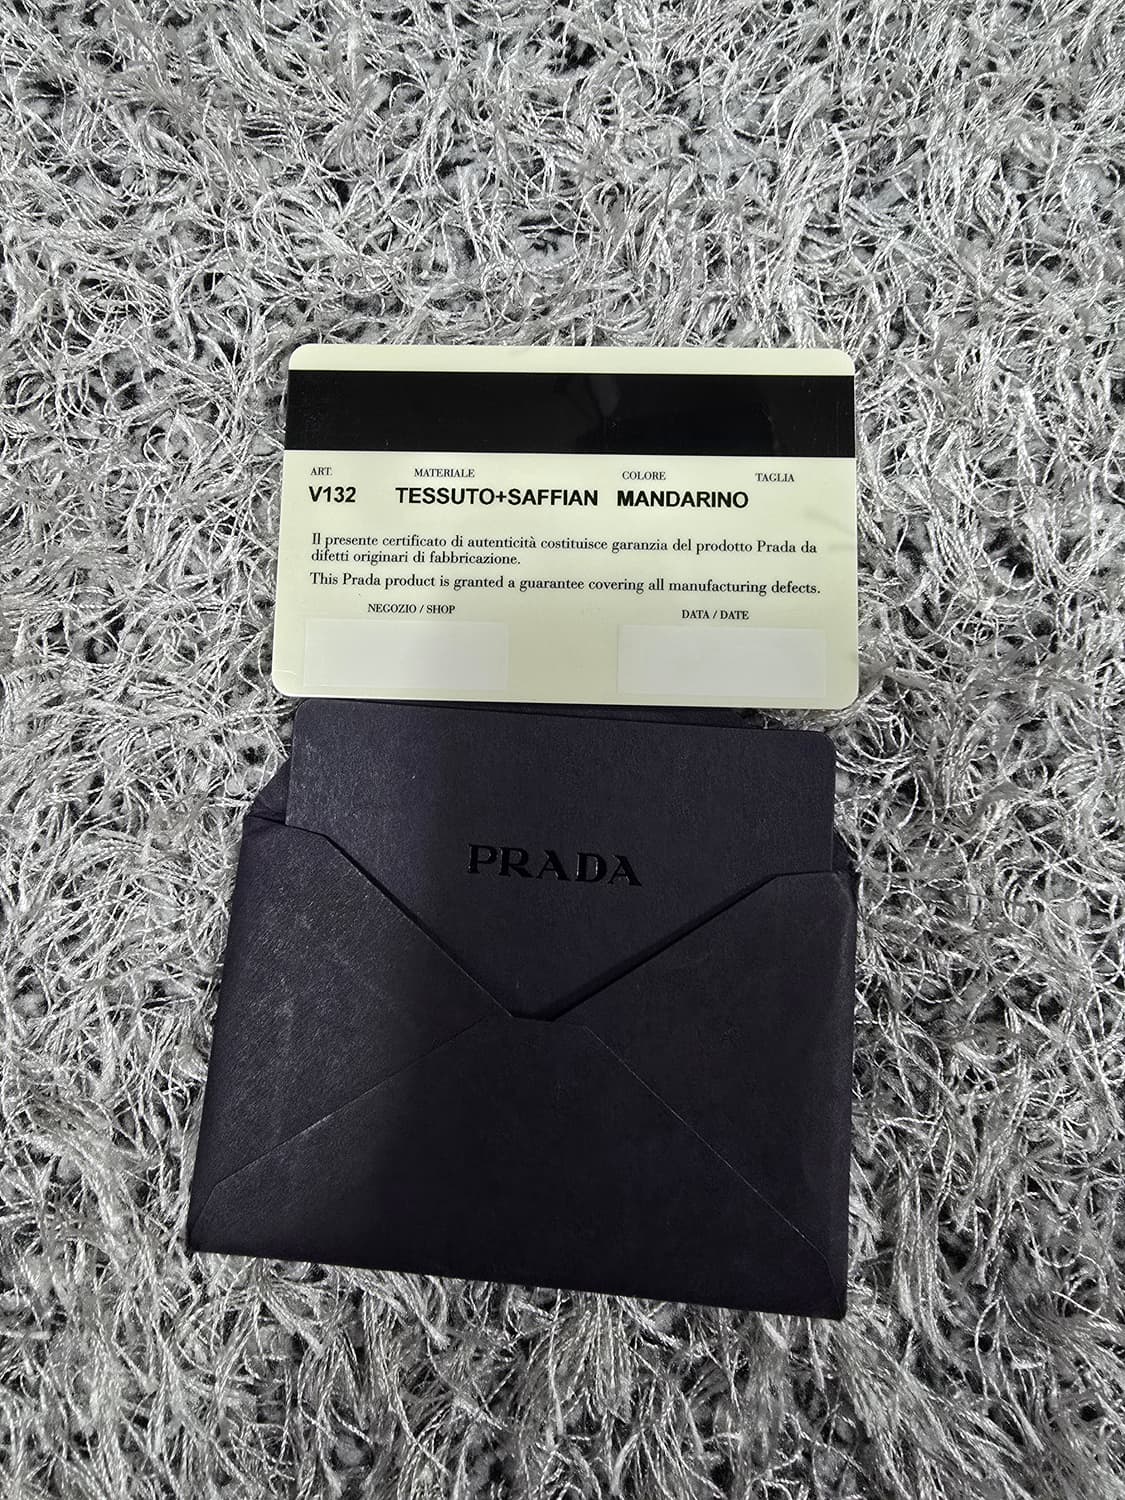 ART. MATERIALE COLORE TAGLIA
V132 TESSUTO+SAFFIAN MANDARINO
Il presente certificato di autenticità costituisce garanzia del prodotto Prada da
difetti originari di fabbricazione.
This Prada product is granted a guarantee covering all manufacturing defects.
NEGOZIO / SHOP DATA / DATE
PRADA